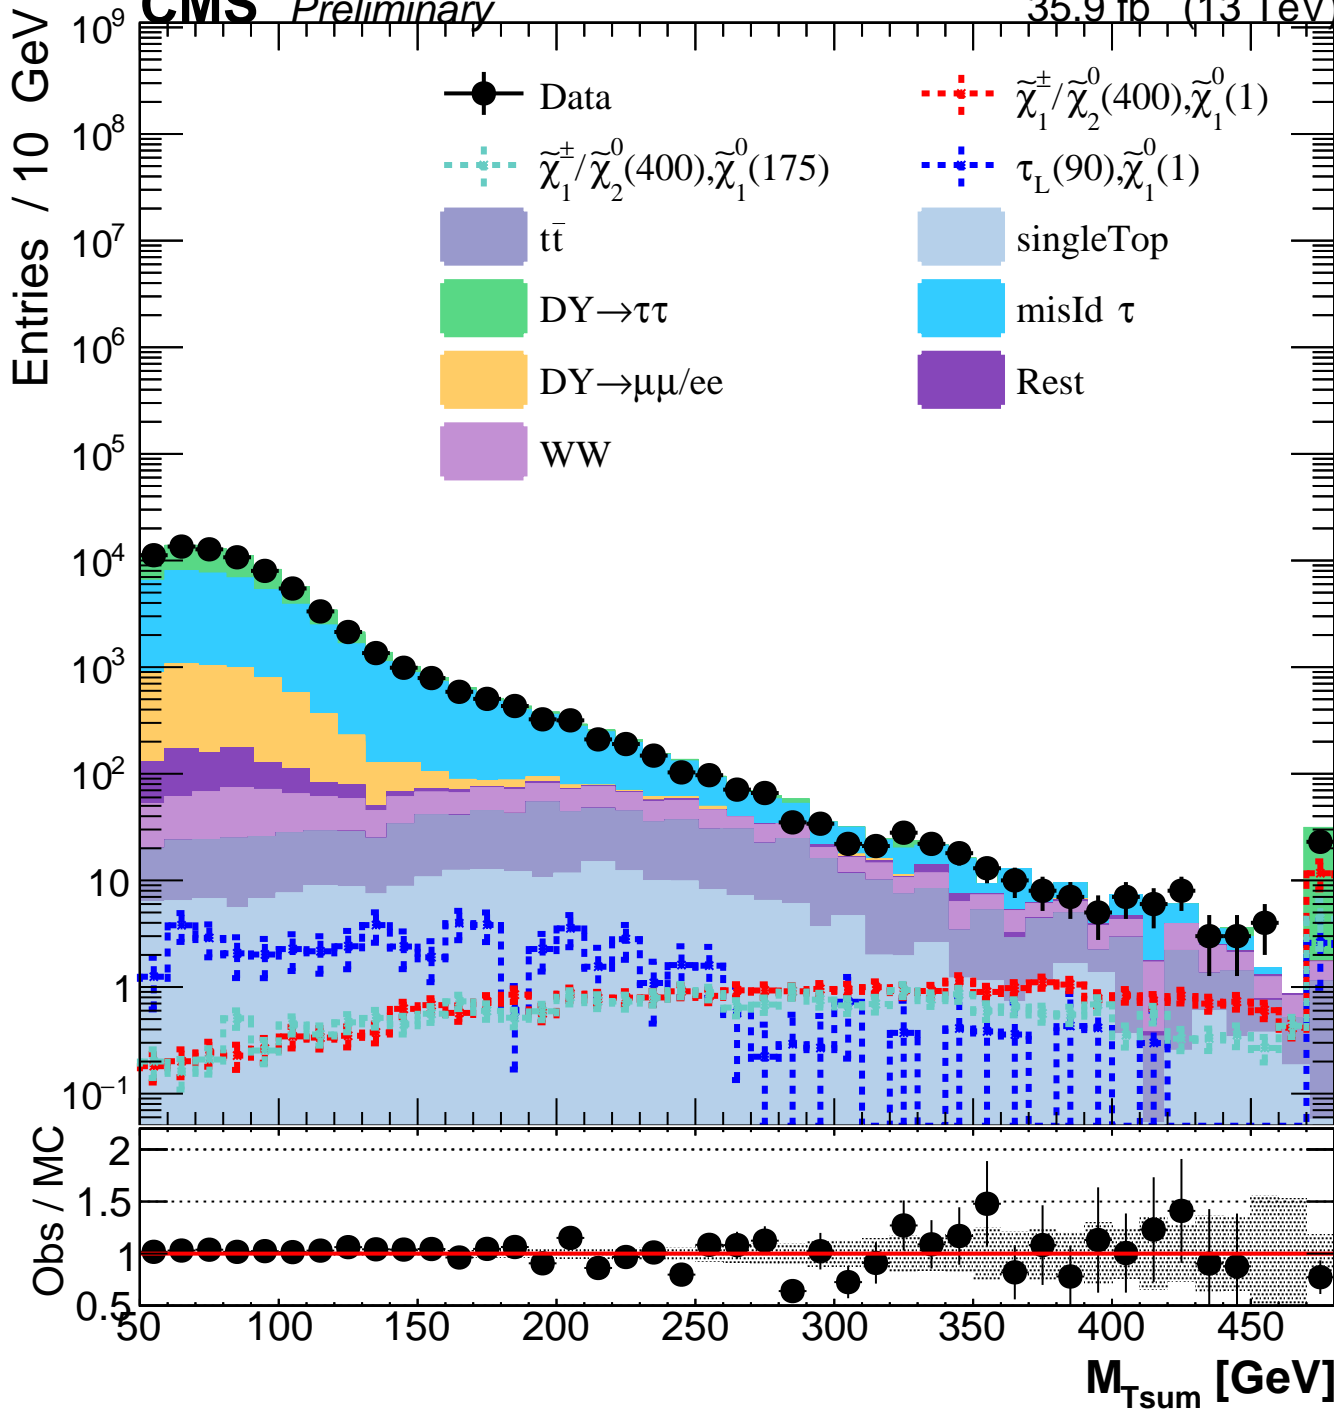 CMS Preliminary 35.9 fb (13 TeV)
Entries / 10 GeV
10⁹
10⁸
10⁷
10⁶
10⁵
10⁴
10³
10²
10
1
10⁻¹
Data
χ̃₁±/χ̃₂⁰(400),χ̃₁⁰(1)
χ̃₁±/χ̃₂⁰(400),χ̃₁⁰(175)
τ_L(90),χ̃₁⁰(1)
tt̄
singleTop
DY→ττ
misId τ
DY→μμ/ee
Rest
WW
Obs / MC
2
1.5
1
0.5
50 100 150 200 250 300 350 400 450
M_Tsum [GeV]